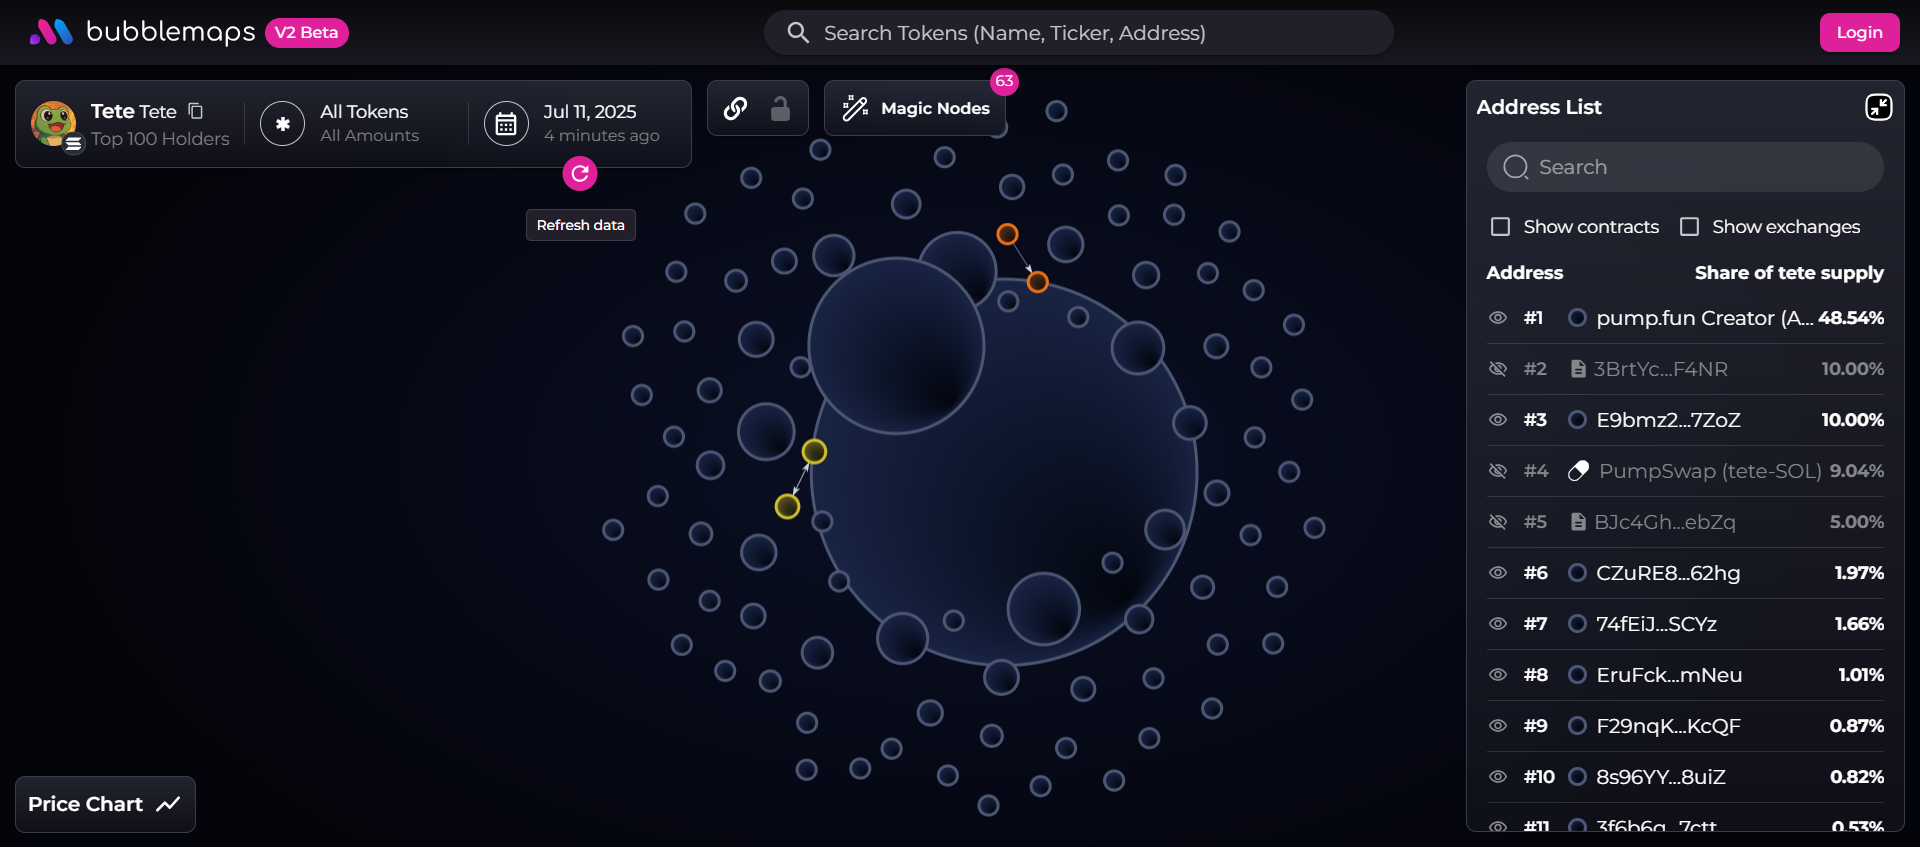 bubblemaps V2 Beta
Search Tokens (Name, Ticker, Address)
Login
Tete Tete
Top 100 Holders
All Tokens
All Amounts
Jul 11, 2025
4 minutes ago
Refresh data
Magic Nodes
63
Address List
Search
Show contracts Show exchanges
Address Share of tete supply
#1 pump.fun Creator (A... 48.54%
#2 3BrtYc...F4NR 10.00%
#3 E9bmz2...7ZoZ 10.00%
#4 PumpSwap (tete-SOL) 9.04%
#5 BJc4Gh...ebZq 5.00%
#6 CZuRE8...62hg 1.97%
#7 74fEiJ...SCYz 1.66%
#8 EruFck...mNeu 1.01%
#9 F29nqK...KcQF 0.87%
#10 8s96YY...8uiZ 0.82%
#11 0.53%
Price Chart